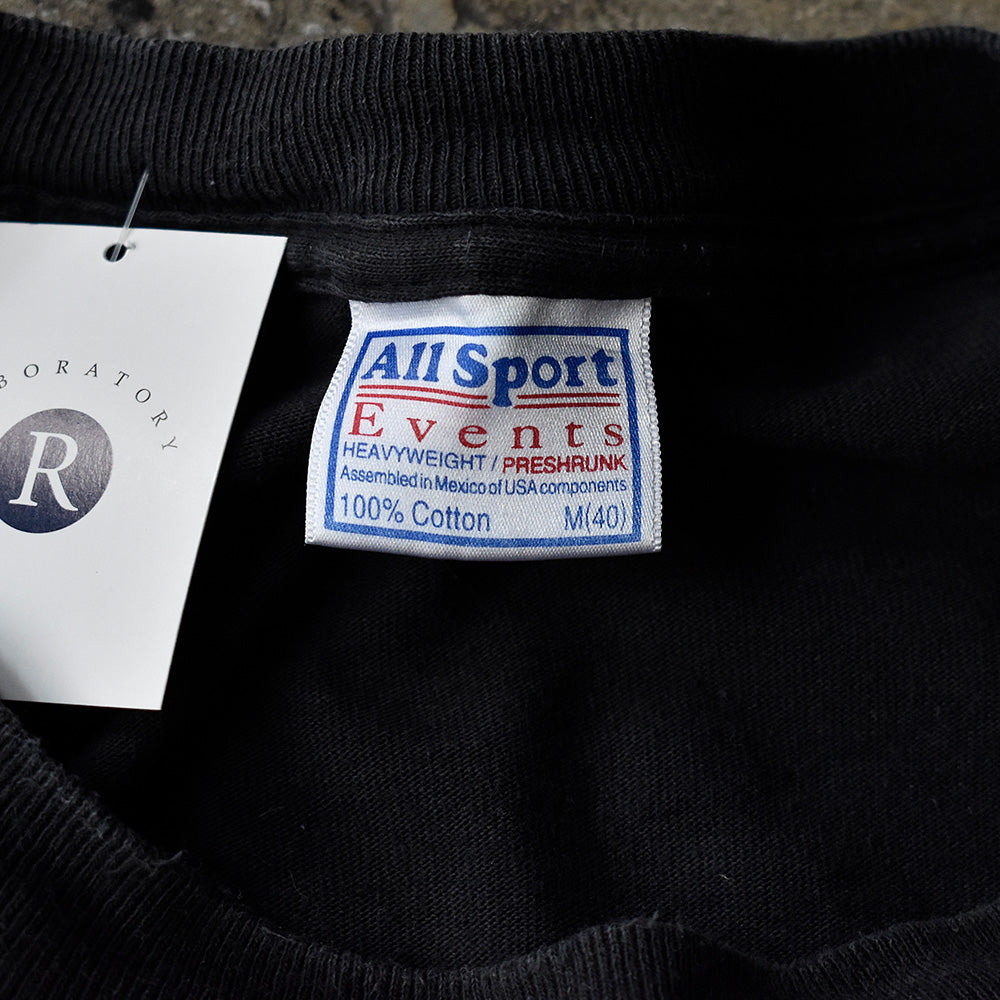 BORATORY
R
All Sport
Events
HEAVYWEIGHT / PRESHRUNK
Assembled in Mexico of USA components
100% Cotton M(40)